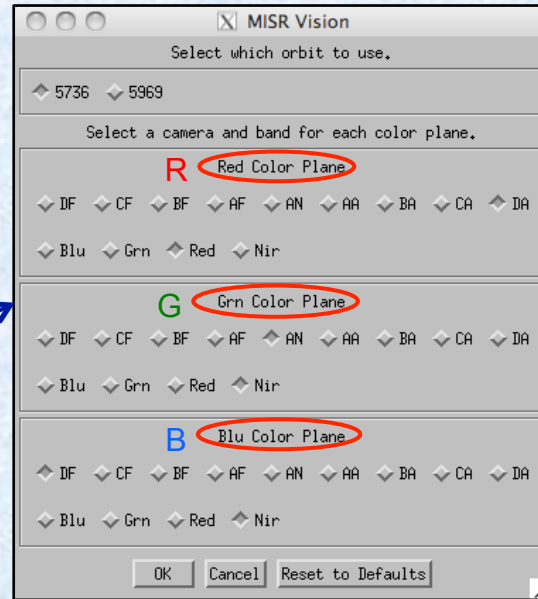 MISR Vision
Select which orbit to use.
5736 5969
Select a camera and band for each color plane.
R Red Color Plane
DF CF BF AF AN AA BA CA DA
Blu Grn Red Nir
G Grn Color Plane
DF CF BF AF AN AA BA CA DA
Blu Grn Red Nir
B Blu Color Plane
DF CF BF AF AN AA BA CA DA
Blu Grn Red Nir
OK Cancel Reset to Defaults